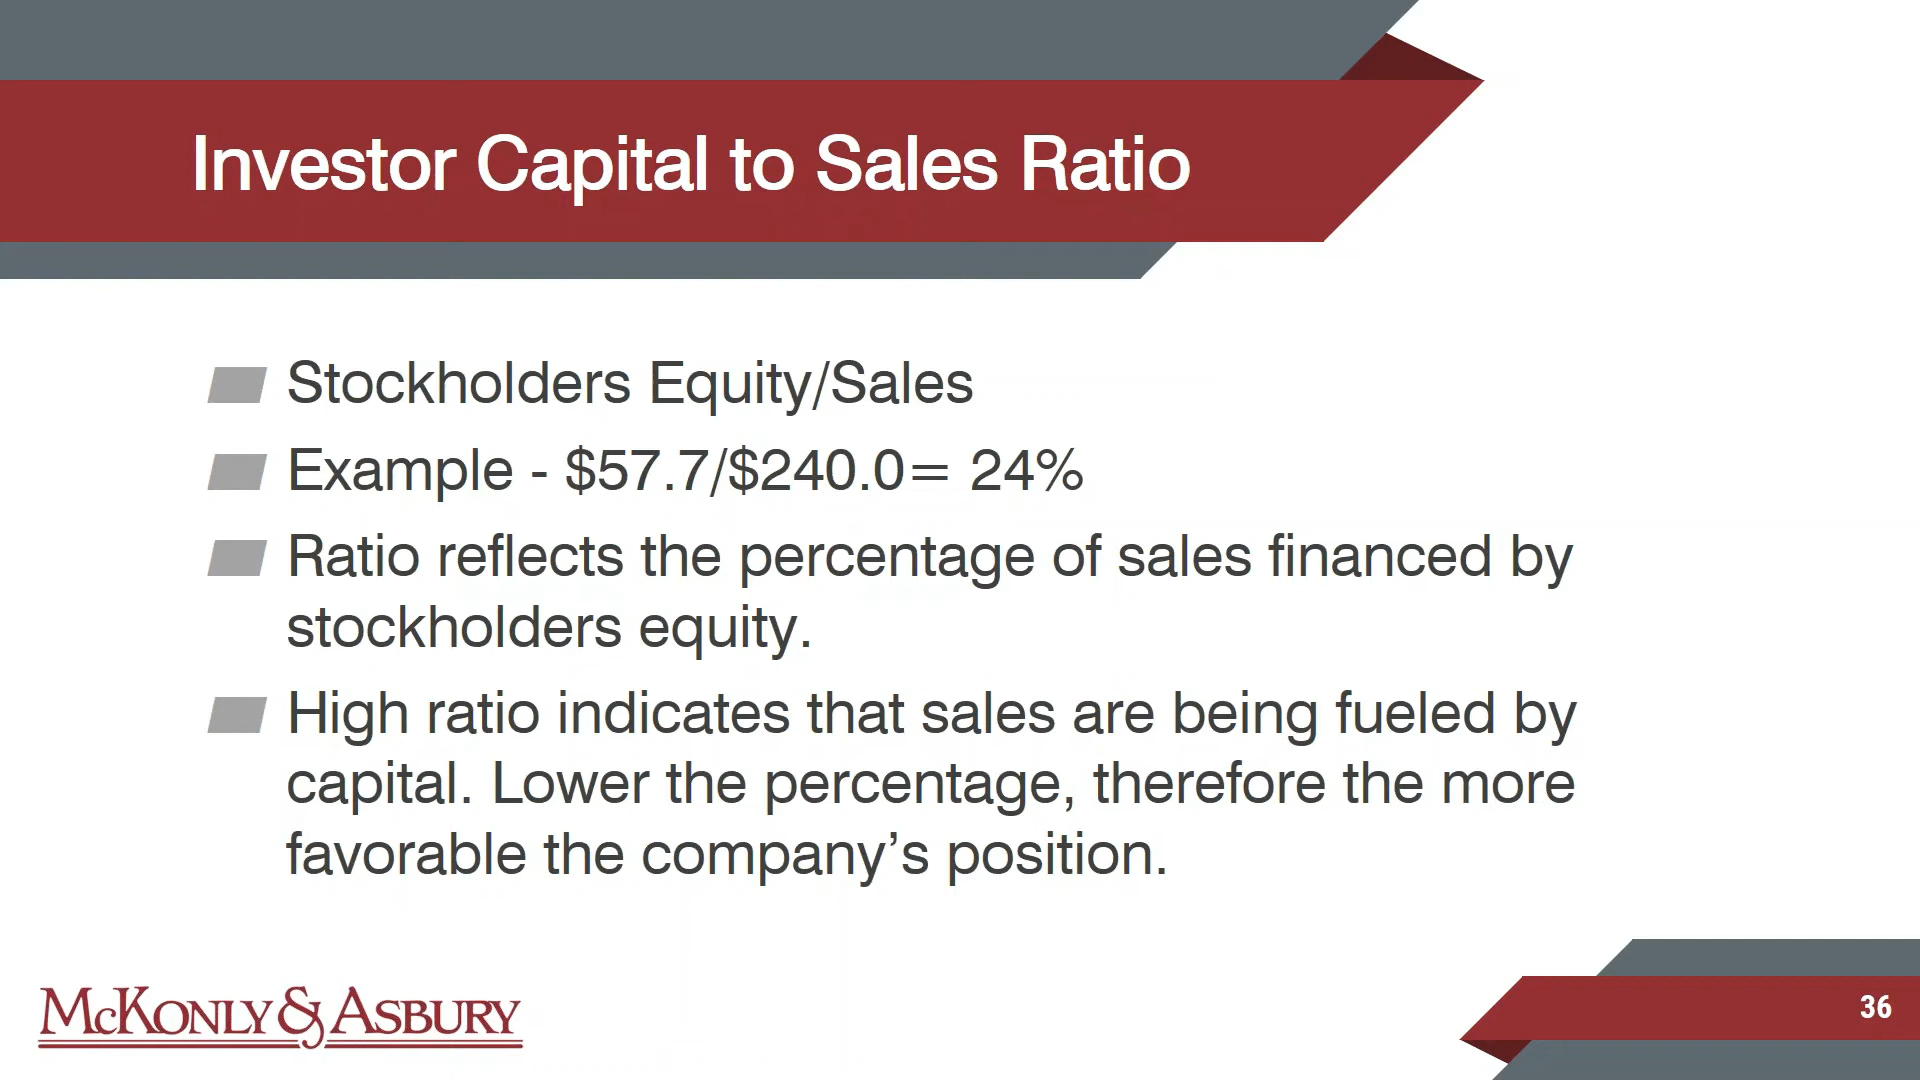 Investor Capital to Sales Ratio
Stockholders Equity/Sales
Example - $57.7/$240.0= 24%
Ratio reflects the percentage of sales financed by
stockholders equity.
High ratio indicates that sales are being fueled by
capital. Lower the percentage, therefore the more
favorable the company’s position.
McKonly & Asbury
36